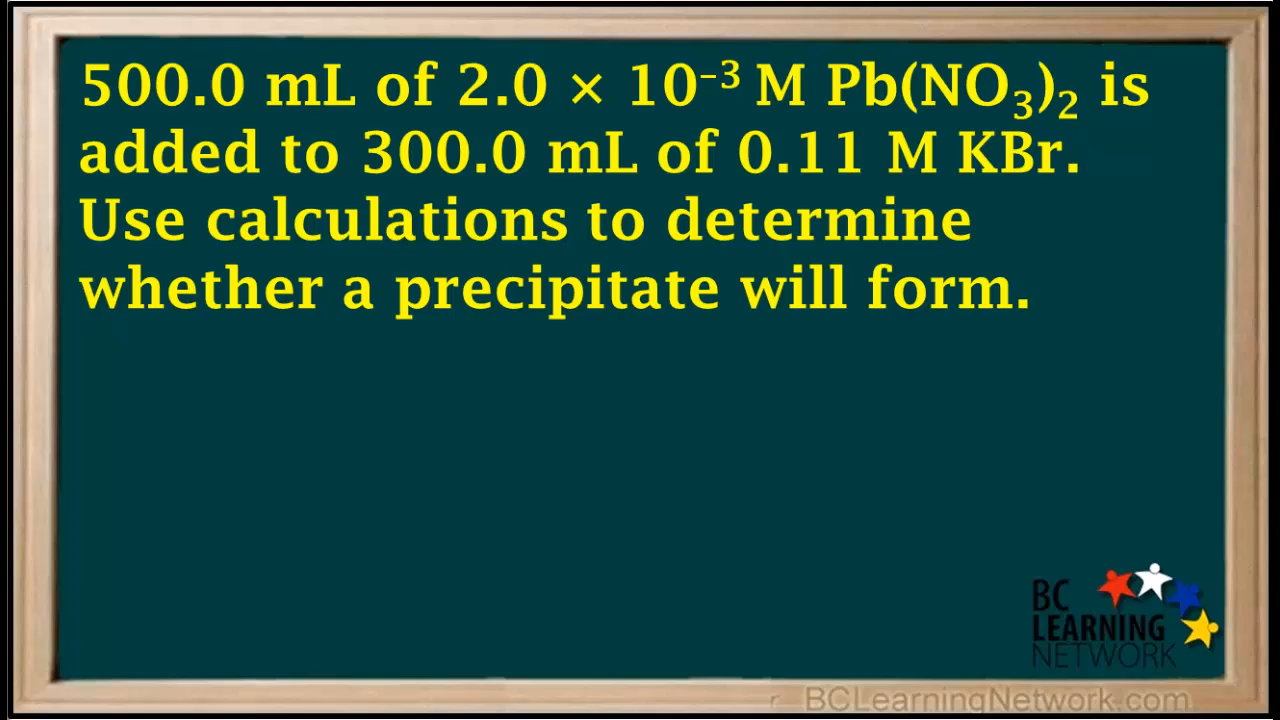 500.0 mL of 2.0 × 10⁻³ M Pb(NO₃)₂ is
added to 300.0 mL of 0.11 M KBr.
Use calculations to determine
whether a precipitate will form.
BC
LEARNING
NETWORK
BCLearningNetwork.com